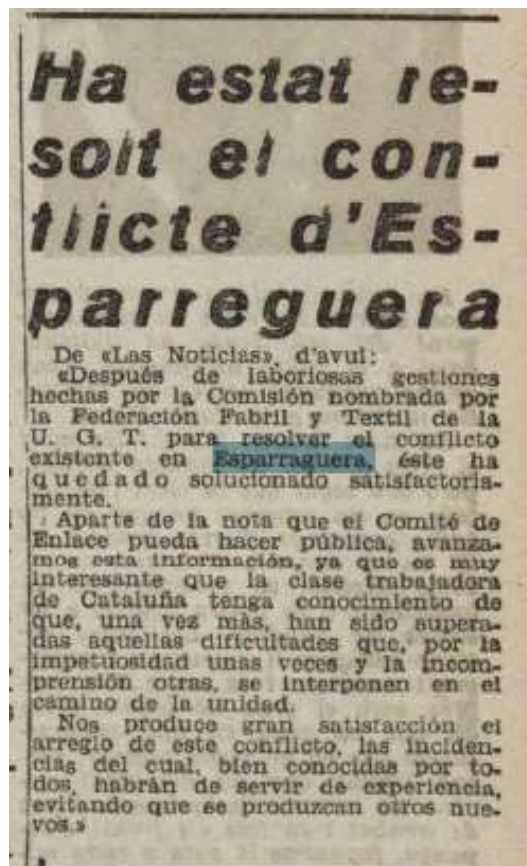 Ha estat re-
solt el con-
flicte d'Es-
parreguera
De «Las Noticias», d'avui:
«Después de laboriosas gestiones
hechas por la Comisión nombrada por
la Federación Fabril y Textil de la
U. G. T. para resolver el conflicto
existente en Esparraguera, éste ha
quedado solucionado satisfactoria-
mente.
Aparte de la nota que el Comité de
Enlace pueda hacer pública, avanza-
mos esta información, ya que es muy
interesante que la clase trabajadora
de Cataluña tenga conocimiento de
que, una vez más, han sido supera-
das aquellas dificultades que, por la
impetuosidad unas veces y la incom-
prensión otras, se interponen en el
camino de la unidad.
Nos produce gran satisfacción el
arreglo de este conflicto, las inciden-
cias del cual, bien conocidas por to-
dos, habrán de servir de experiencia,
evitando que se produzcan otros nue-
vos.»